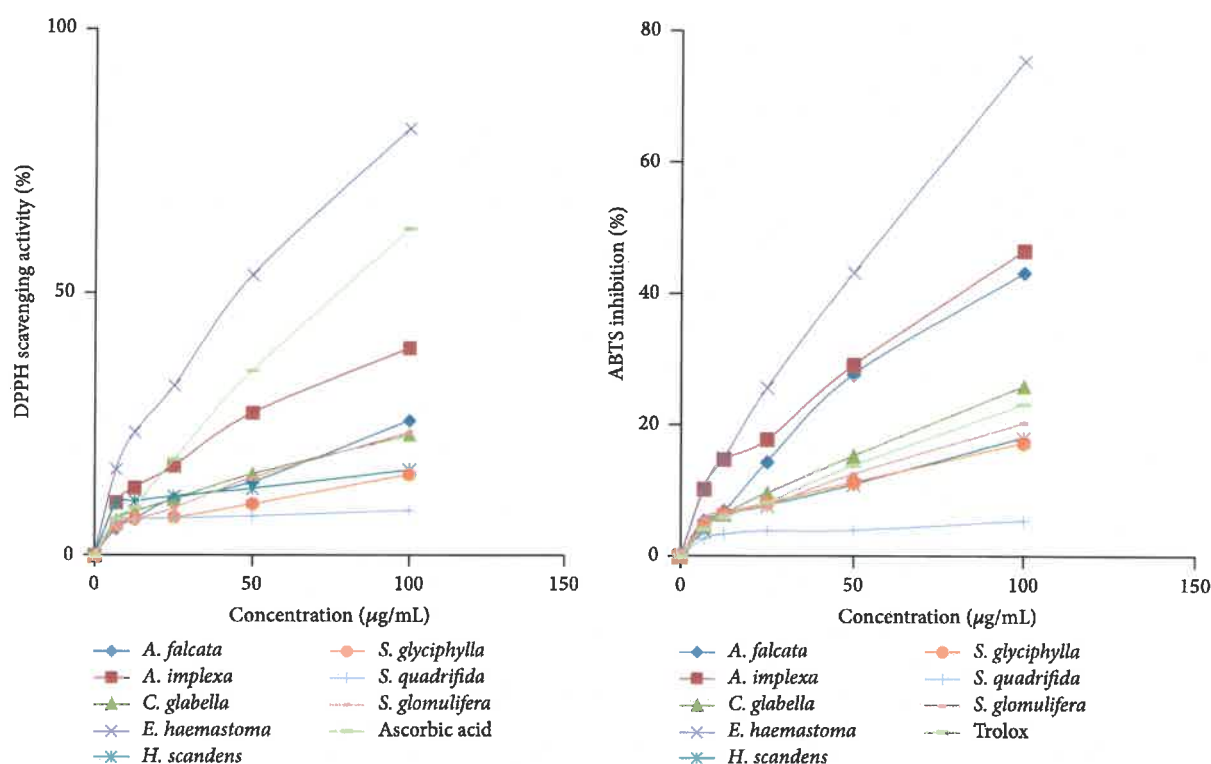 100
50
0
DPPH scavenging activity (%)
0
50
100
150
Concentration (μg/mL)
A. falcata
A. implexa
C. glabella
E. haemastoma
H. scandens
S. glyciphylla
S. quadrifida
S. glomulifera
Ascorbic acid
80
60
40
20
0
ABTS inhibition (%)
0
50
100
150
Concentration (μg/mL)
A. falcata
A. implexa
C. glabella
E. haemastoma
H. scandens
S. glyciphylla
S. quadrifida
S. glomulifera
Trolox